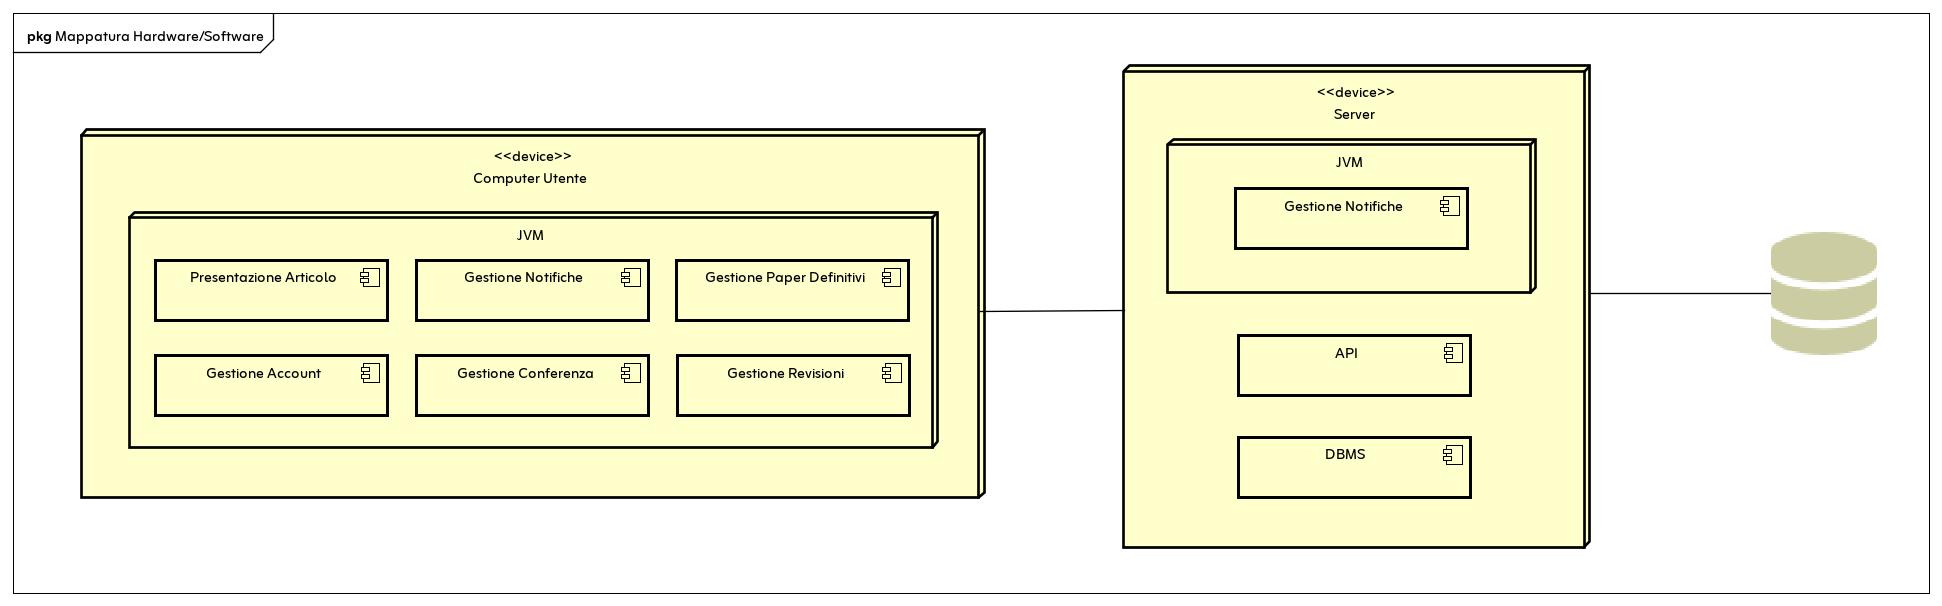 pkg Mappatura Hardware/Software
<<device>>
Computer Utente
JVM
Presentazione Articolo
Gestione Notifiche
Gestione Paper Definitivi
Gestione Account
Gestione Conferenza
Gestione Revisioni
<<device>>
Server
JVM
Gestione Notifiche
API
DBMS